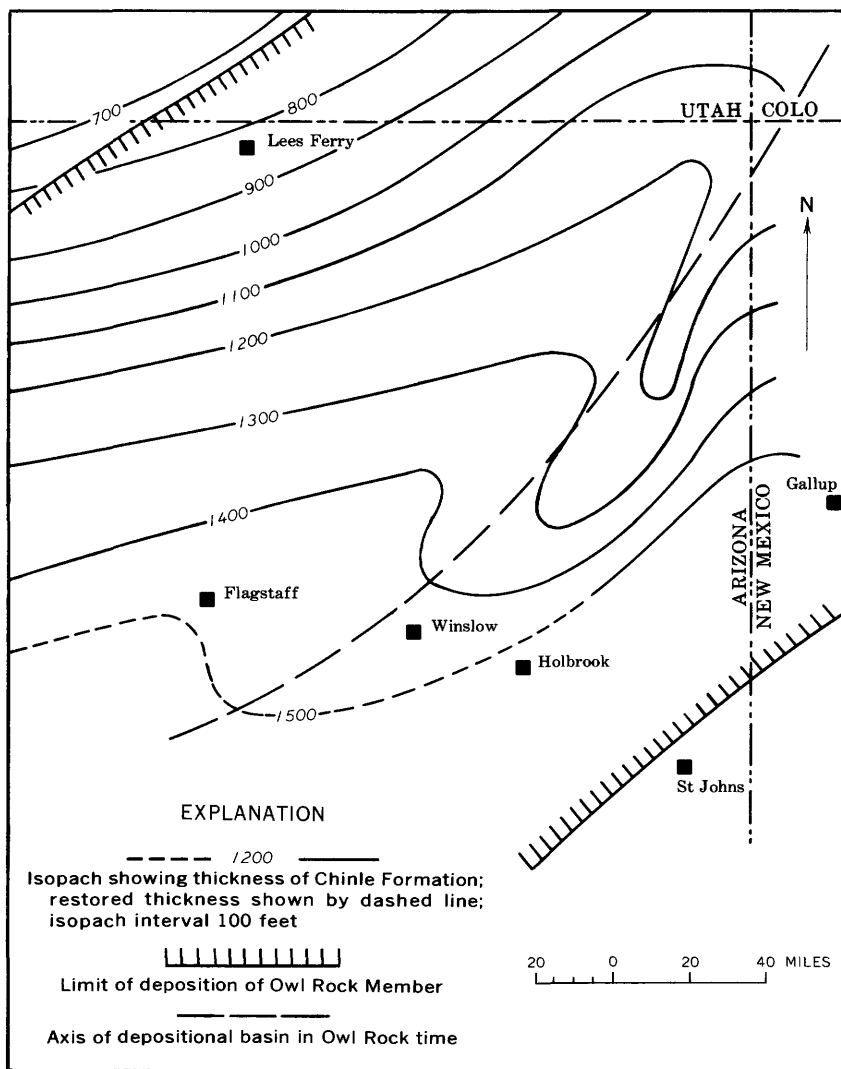 700
800
UTAH COLO
Lees Ferry
900
N
1000
1100
1200
1300
Gallup
1400
ARIZONA
NEW MEXICO
Flagstaff
Winslow
Holbrook
1500
St Johns
EXPLANATION
1200
Isopach showing thickness of Chinle Formation;
restored thickness shown by dashed line;
isopach interval 100 feet
20 0 20 40 MILES
Limit of deposition of Owl Rock Member
Axis of depositional basin in Owl Rock time